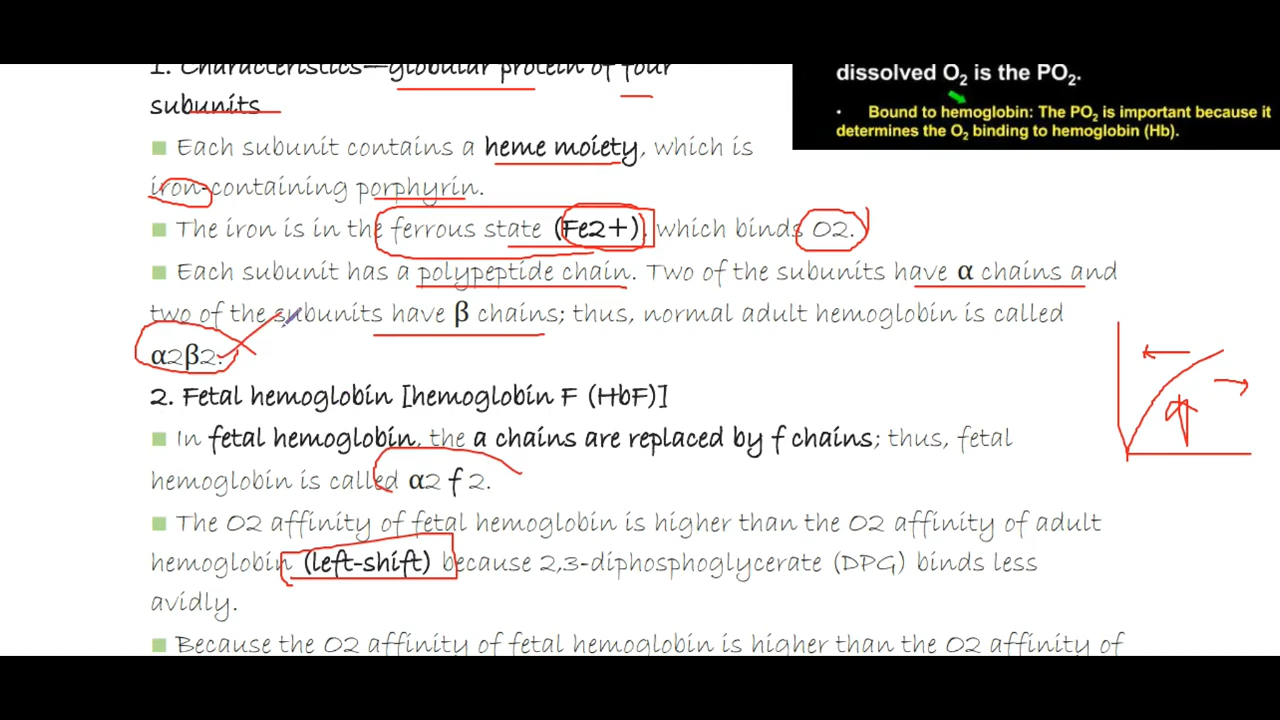 1. Characteristics—globular protein of four
subunits
■ Each subunit contains a heme moiety, which is
iron-containing porphyrin.
■ The iron is in the ferrous state (Fe2+), which binds O2.
■ Each subunit has a polypeptide chain. Two of the subunits have α chains and
two of the subunits have β chains; thus, normal adult hemoglobin is called
α2β2.
2. Fetal hemoglobin [hemoglobin F (HbF)]
■ In fetal hemoglobin, the a chains are replaced by f chains; thus, fetal
hemoglobin is called α2 f 2.
■ The O2 affinity of fetal hemoglobin is higher than the O2 affinity of adult
hemoglobin (left-shift) because 2,3-diphosphoglycerate (DPG) binds less
avidly.
■ Because the O2 affinity of fetal hemoglobin is higher than the O2 affinity of
dissolved O2 is the PO2.
• Bound to hemoglobin: The PO2 is important because it
determines the O2 binding to hemoglobin (Hb).